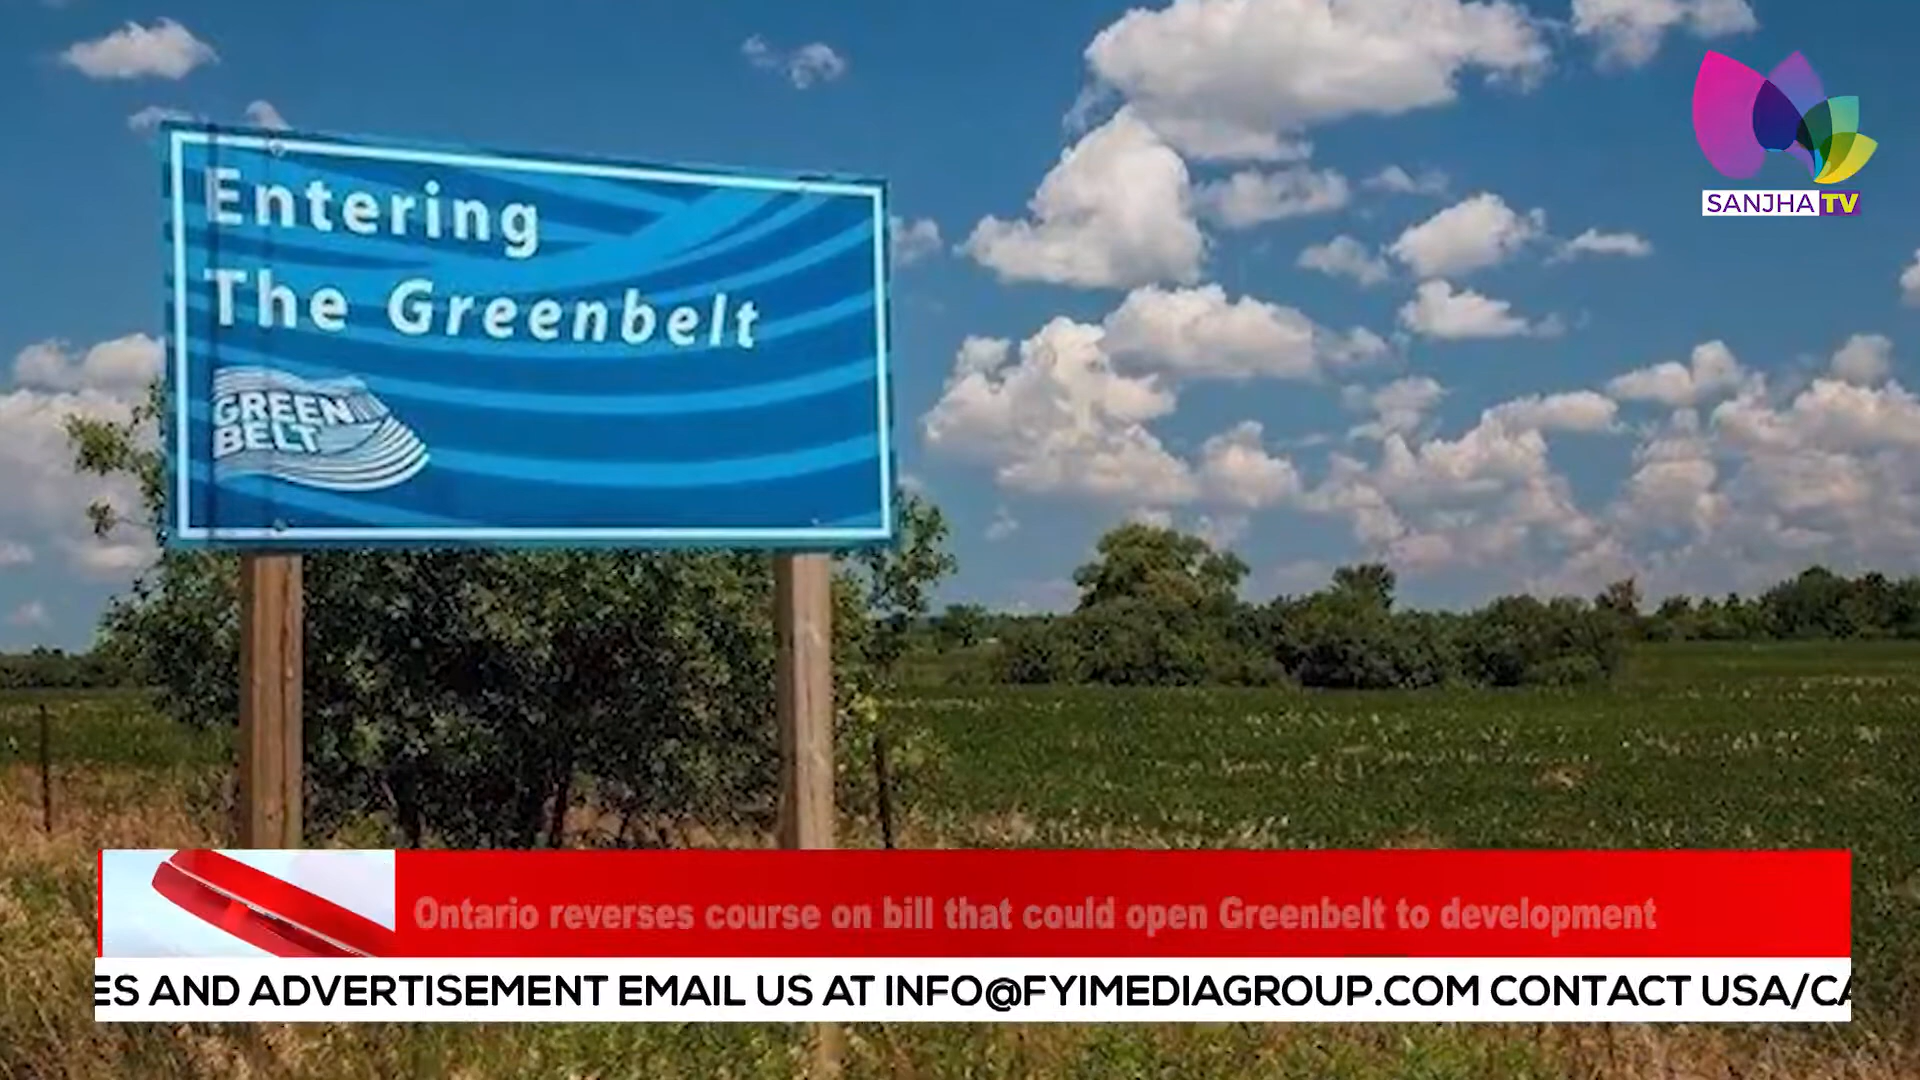 Entering
The Greenbelt
GREEN
BELT
SANJHA TV
Ontario reverses course on bill that could open Greenbelt to development
ES AND ADVERTISEMENT EMAIL US AT INFO@FYIMEDIAGROUP.COM CONTACT USA/CA